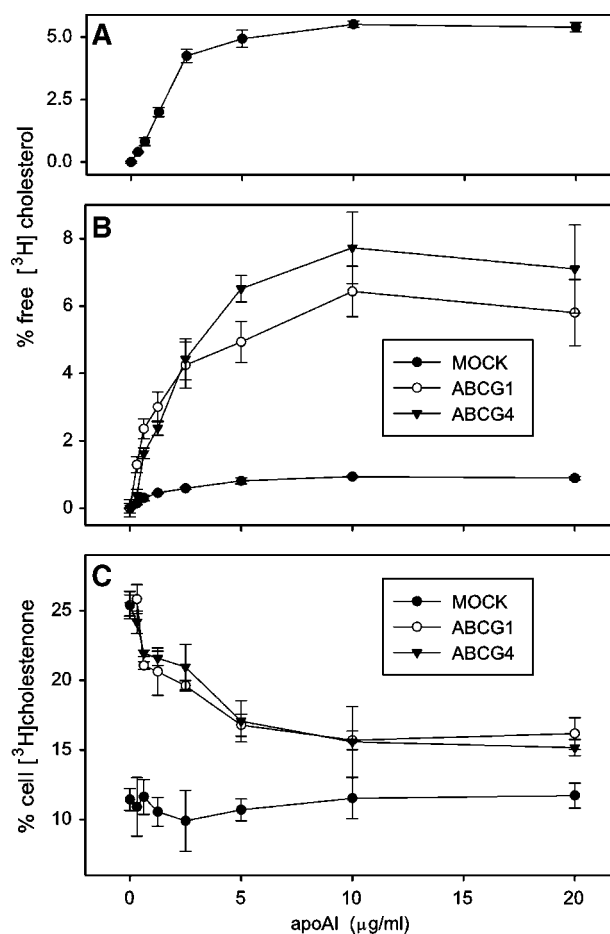 A
5.0
2.5
0.0
% free [³H] cholesterol
B
8
6
4
2
0
MOCK
ABCG1
ABCG4
C
25
20
15
10
% cell [³H]cholestenone
MOCK
ABCG1
ABCG4
0 5 10 15 20
apoAI (μg/ml)